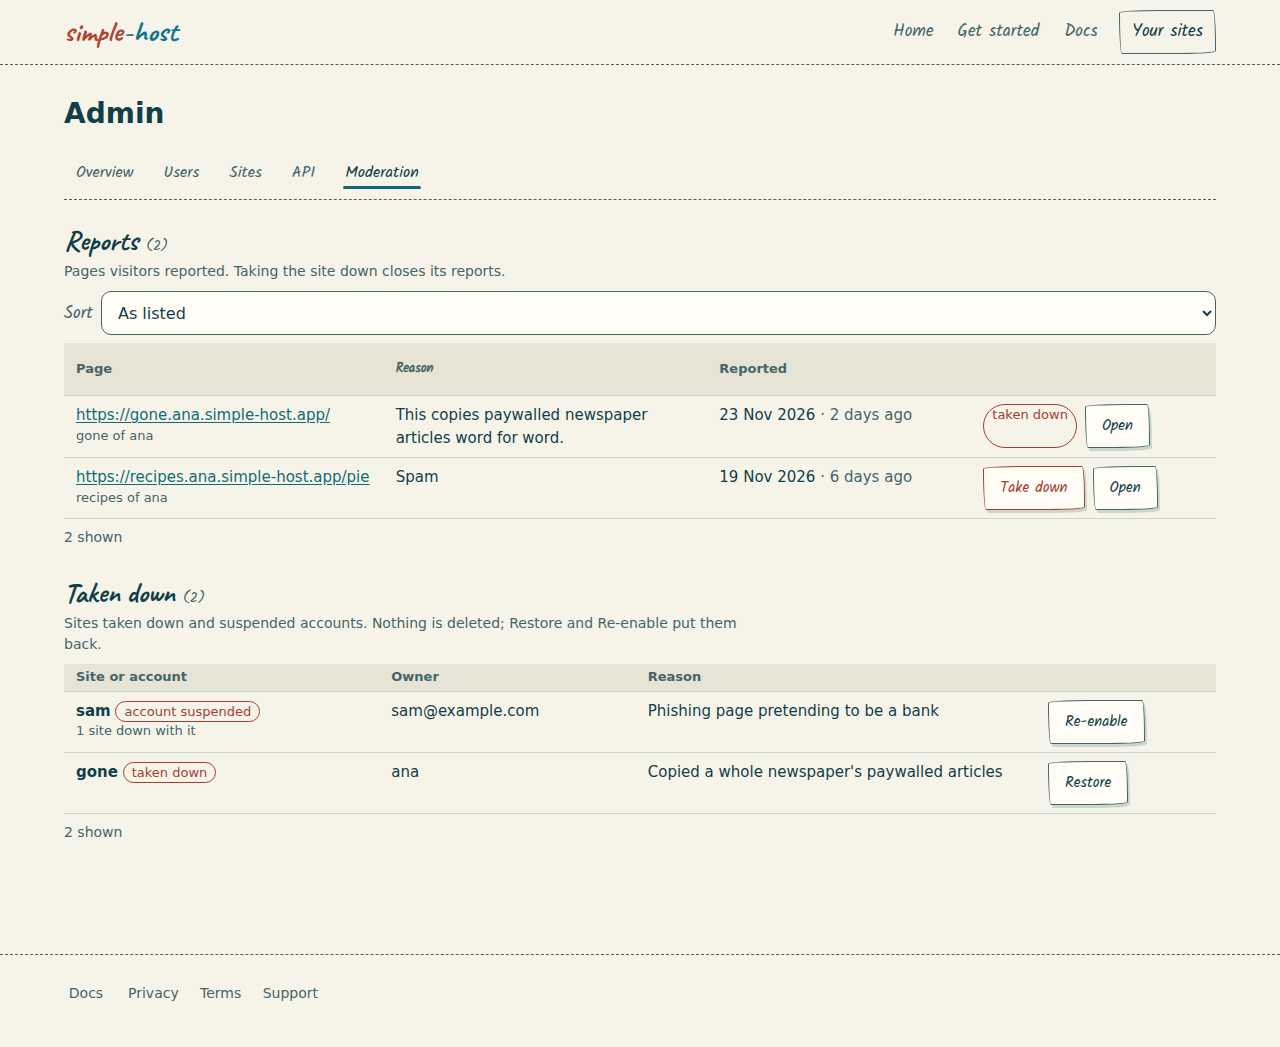 simple-host
Home Get started Docs Your sites
Admin
Overview Users Sites API Moderation
Reports (2)
Pages visitors reported. Taking the site down closes its reports.
Sort As listed
Page Reason Reported
https://gone.ana.simple-host.app/ This copies paywalled newspaper 23 Nov 2026 · 2 days ago taken down Open
gone of ana articles word for word.
https://recipes.ana.simple-host.app/pie Spam 19 Nov 2026 · 6 days ago Take down Open
recipes of ana
2 shown
Taken down (2)
Sites taken down and suspended accounts. Nothing is deleted; Restore and Re-enable put them
back.
Site or account Owner Reason
sam account suspended sam@example.com Phishing page pretending to be a bank Re-enable
1 site down with it
gone taken down ana Copied a whole newspaper's paywalled articles Restore
2 shown
Docs Privacy Terms Support